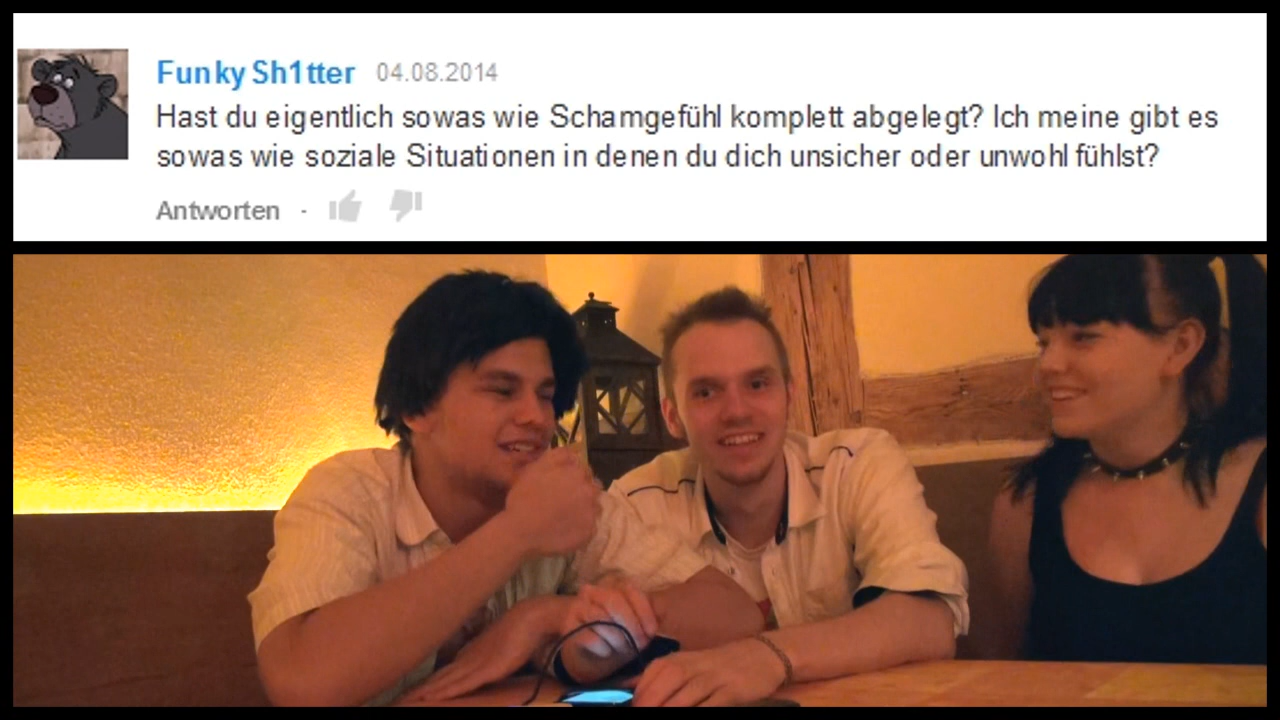 Funky Sh1tter 04.08.2014
Hast du eigentlich sowas wie Schamgefühl komplett abgelegt? Ich meine gibt es
sowas wie soziale Situationen in denen du dich unsicher oder unwohl fühlst?
Antworten ·